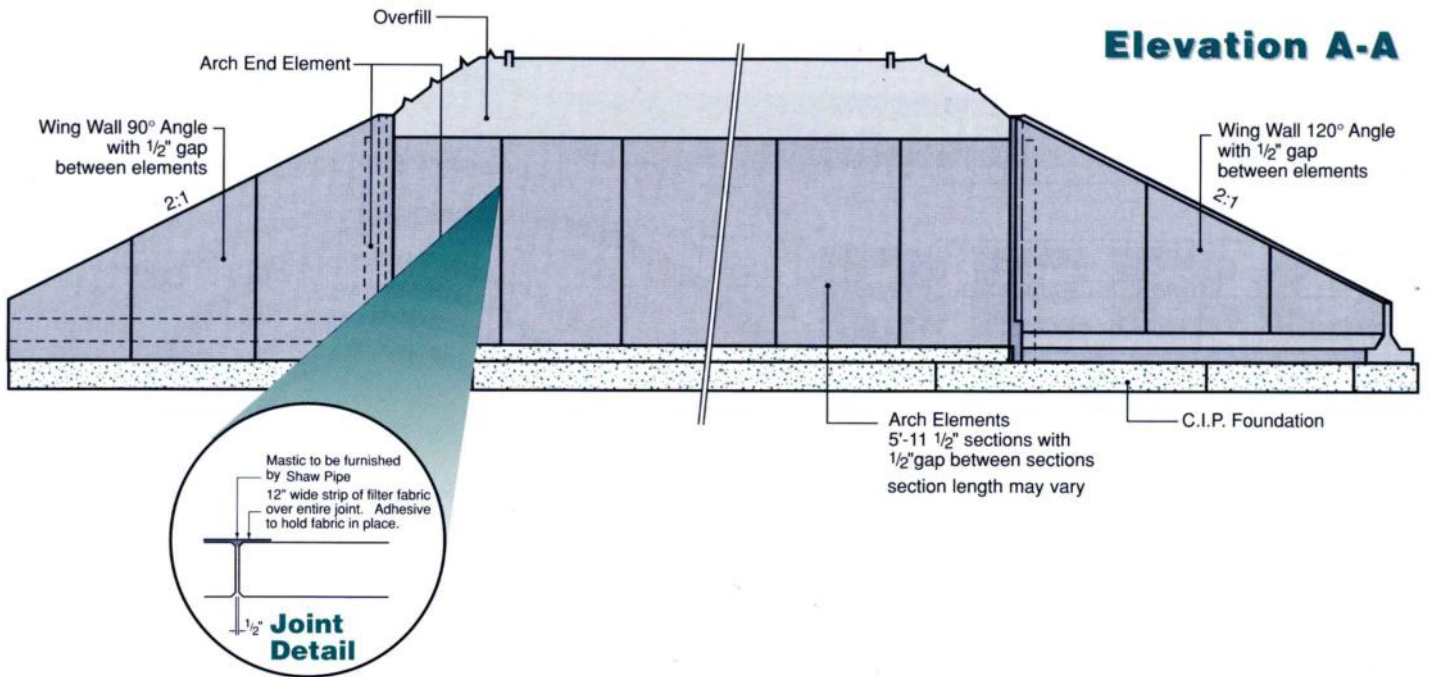 Overfill
Elevation A-A
Arch End Element
Wing Wall 90° Angle
with 1/2" gap
between elements
2:1
Wing Wall 120° Angle
with 1/2" gap
between elements
2:1
Arch Elements
5'-11 1/2" sections with
1/2"gap between sections
section length may vary
C.I.P. Foundation
Mastic to be furnished
by Shaw Pipe
12" wide strip of filter fabric
over entire joint. Adhesive
to hold fabric in place.
1/2"
Joint
Detail